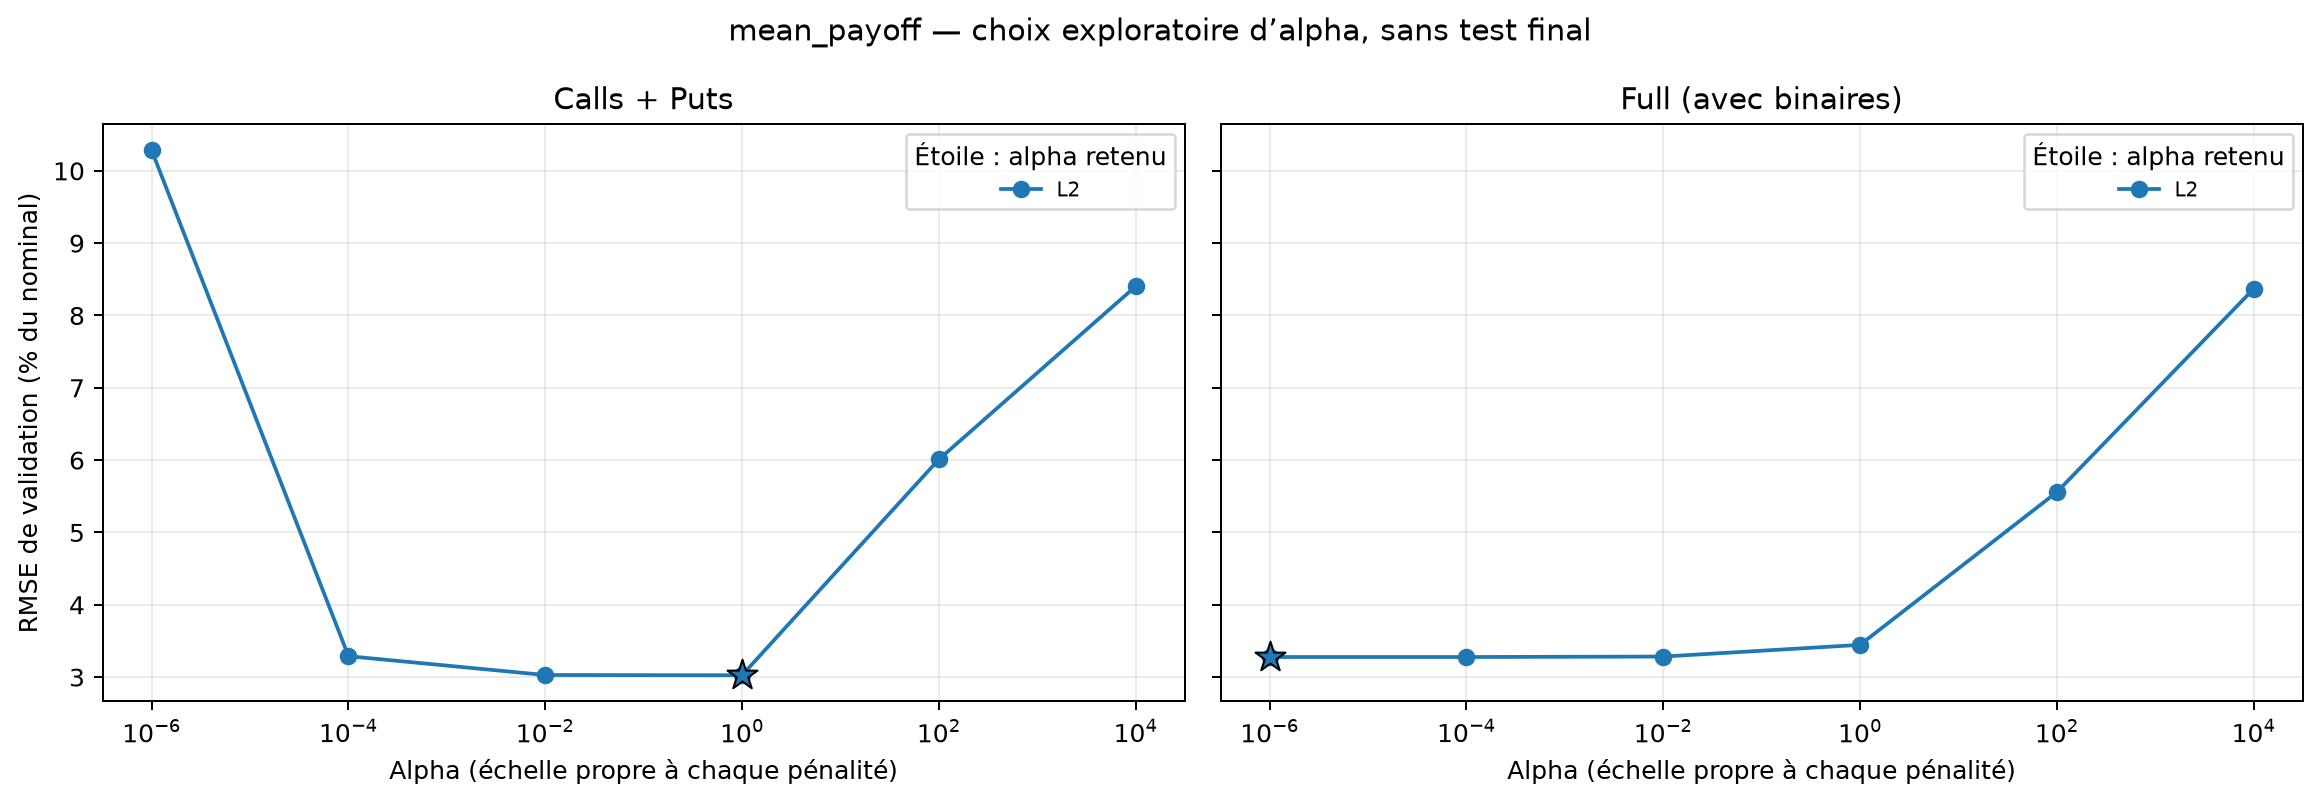 mean_payoff — choix exploratoire d’alpha, sans test final
Calls + Puts
Étoile : alpha retenu
L2
RMSE de validation (% du nominal)
10
9
8
7
6
5
4
3
10⁻⁶
10⁻⁴
10⁻²
10⁰
10²
10⁴
Alpha (échelle propre à chaque pénalité)
Full (avec binaires)
Étoile : alpha retenu
L2
10⁻⁶
10⁻⁴
10⁻²
10⁰
10²
10⁴
Alpha (échelle propre à chaque pénalité)